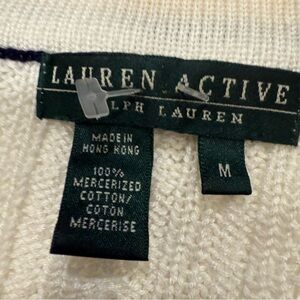 LAUREN ACTIVE
LPH LAUREN
MADE IN
HONG KONG
100%
MERCERIZED
COTTON/
COTON
MERCERISE
M